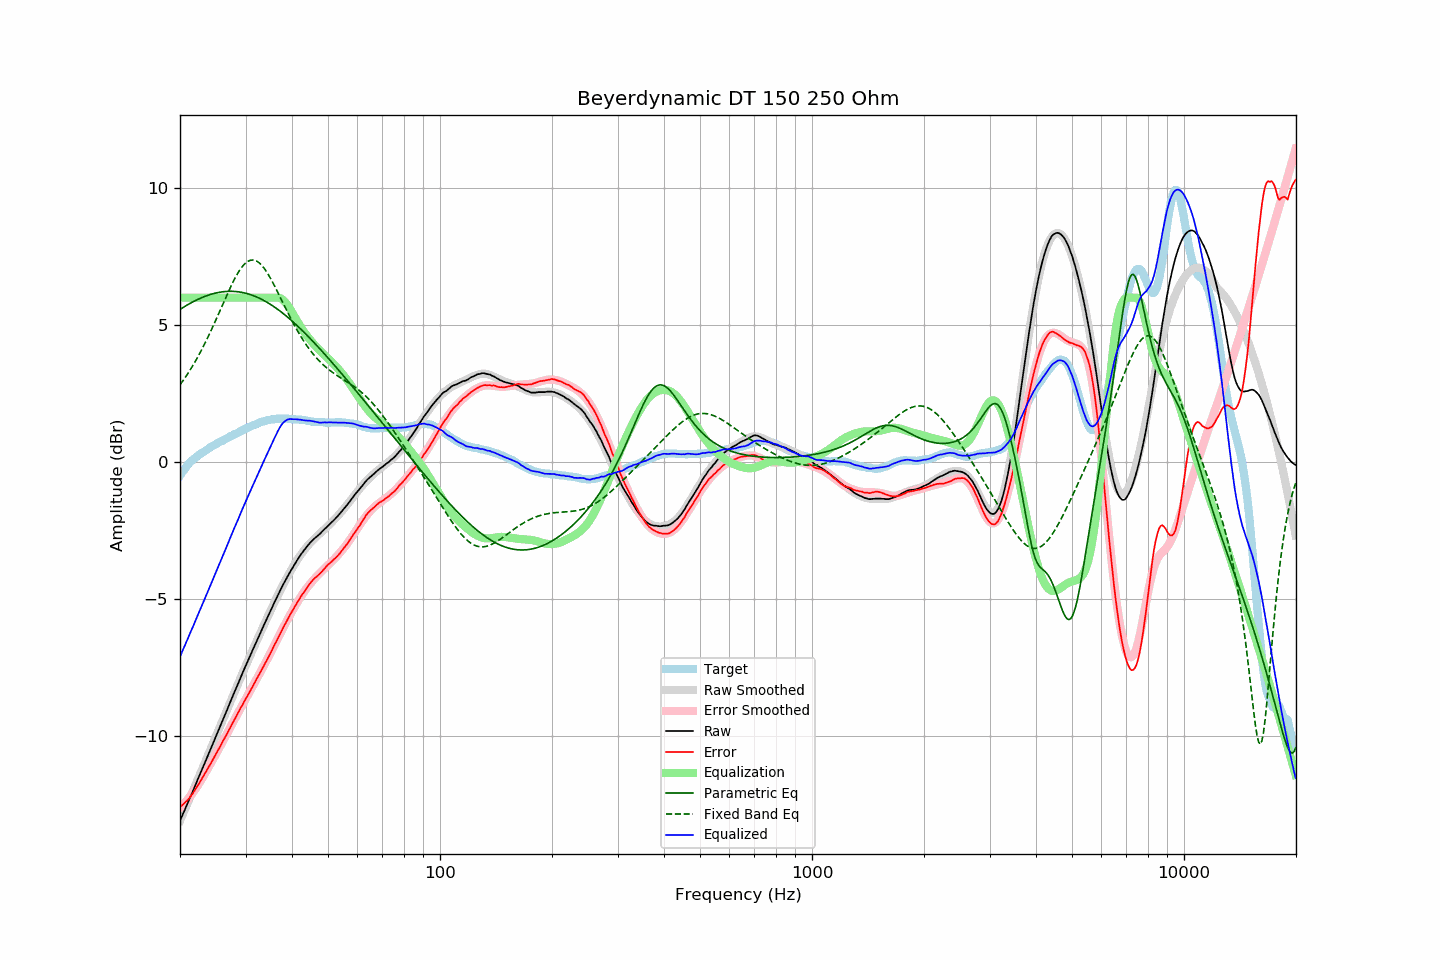 Beyerdynamic DT 150 250 Ohm
Amplitude (dBr)
10
5
0
−5
−10
Target
Raw Smoothed
Error Smoothed
Raw
Error
Equalization
Parametric Eq
Fixed Band Eq
Equalized
100
1000
10000
Frequency (Hz)